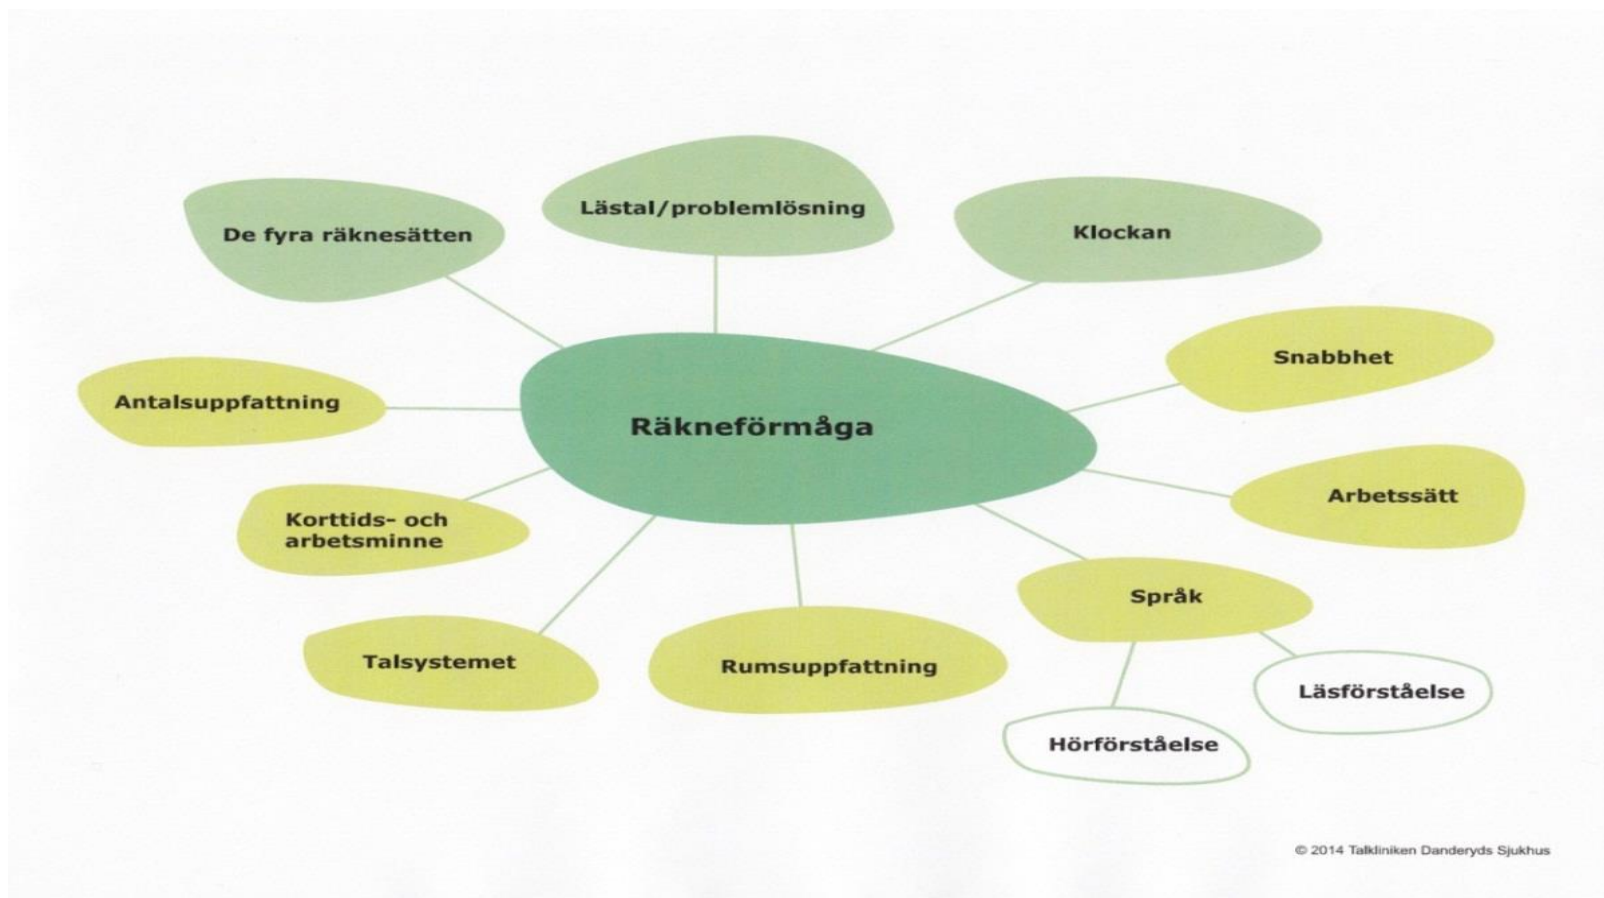 Lästal/problemlösning
De fyra räknesätten
Klockan
Snabbhet
Antalsuppfattning
Räkneförmåga
Arbetssätt
Korttids- och
arbetsminne
Språk
Talsystemet
Rumsuppfattning
Läsförståelse
Hörförståelse
© 2014 Talkliniken Danderyds Sjukhus